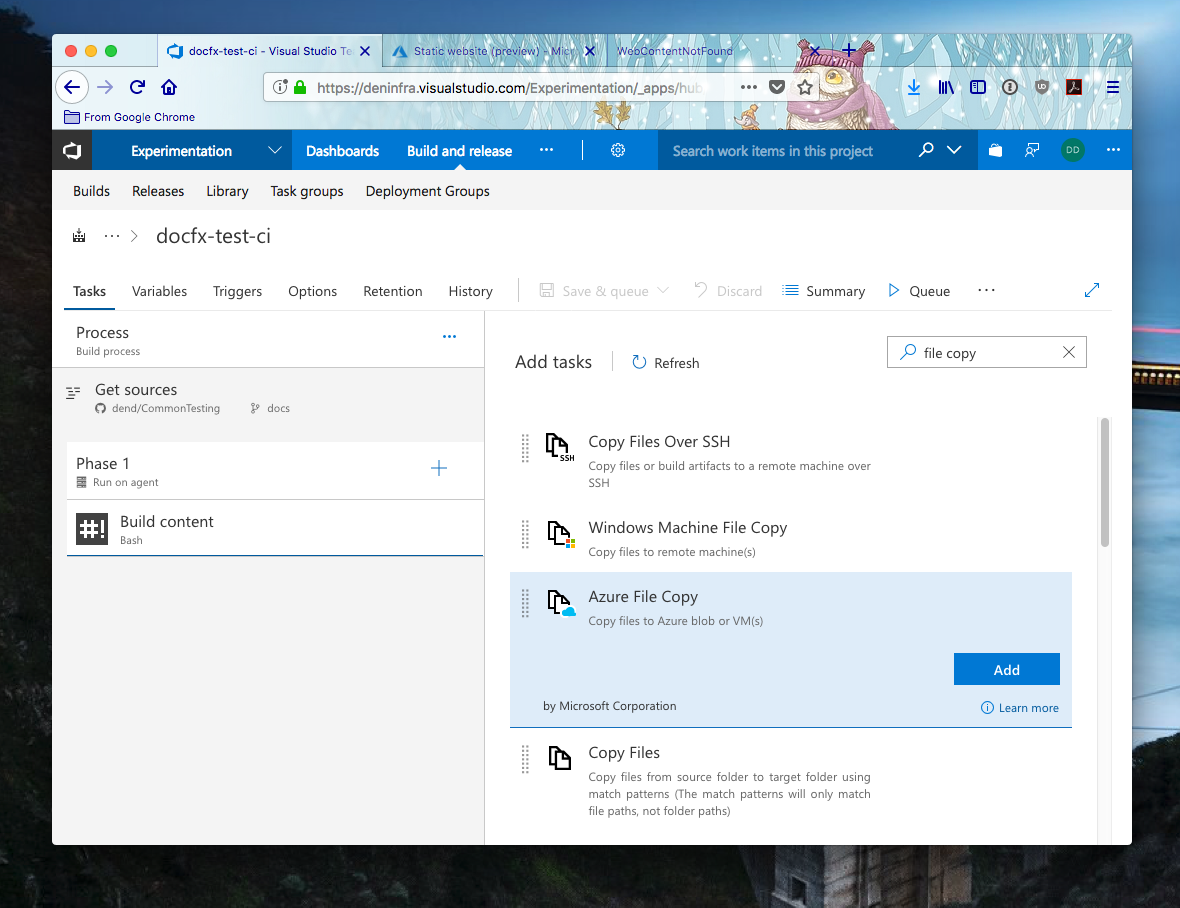 docfx-test-ci - Visual Studio Te
Static website (preview) - Micr
WebContentNotFound
https://deninfra.visualstudio.com/Experimentation/_apps/hub
From Google Chrome
Experimentation
Dashboards
Build and release
Search work items in this project
DD
Builds
Releases
Library
Task groups
Deployment Groups
docfx-test-ci
Tasks
Variables
Triggers
Options
Retention
History
Save & queue
Discard
Summary
Queue
Process
Build process
Get sources
dend/CommonTesting
docs
Phase 1
Run on agent
#!
Build content
Bash
Add tasks
Refresh
file copy
SSH
Copy Files Over SSH
Copy files or build artifacts to a remote machine over
SSH
Windows Machine File Copy
Copy files to remote machine(s)
Azure File Copy
Copy files to Azure blob or VM(s)
Add
by Microsoft Corporation
Learn more
Copy Files
Copy files from source folder to target folder using
match patterns (The match patterns will only match
file paths, not folder paths)